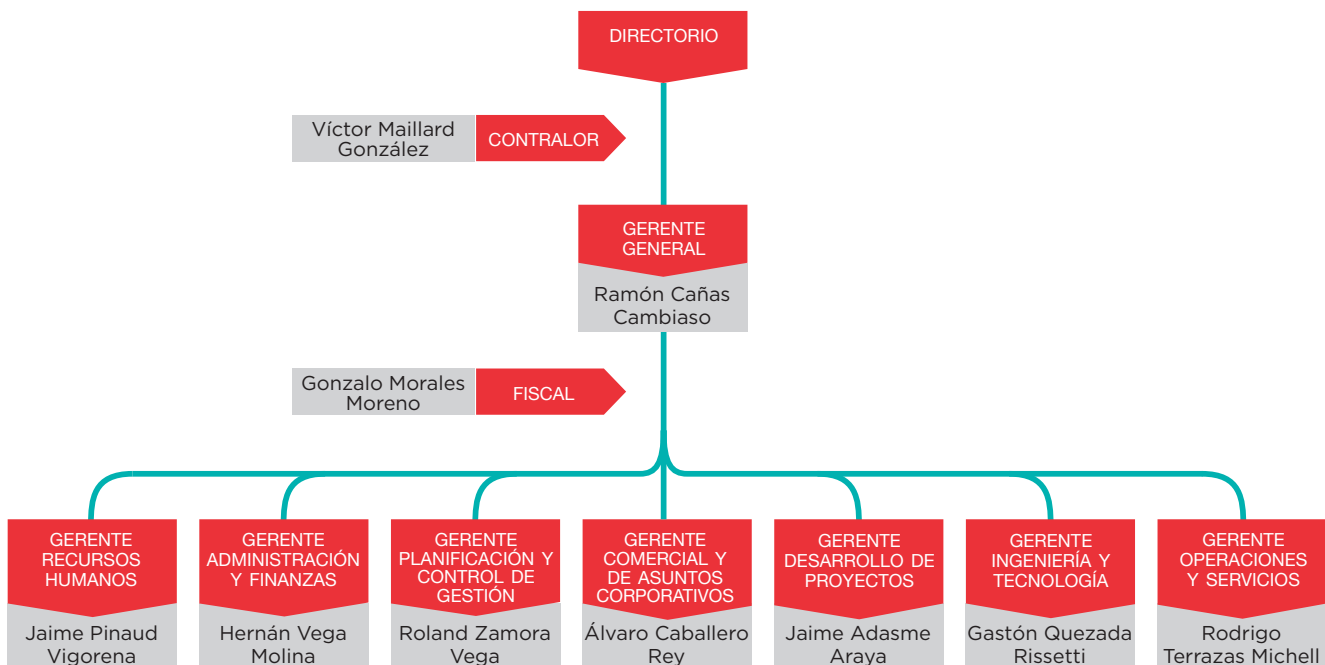 DIRECTORIO
Víctor Maillard
González
CONTRALOR
GERENTE
GENERAL
Ramón Cañas
Cambiaso
Gonzalo Morales
Moreno
FISCAL
GERENTE
RECURSOS
HUMANOS
Jaime Pinaud
Vigorena
GERENTE
ADMINISTRACIÓN
Y FINANZAS
Hernán Vega
Molina
GERENTE
PLANIFICACIÓN Y
CONTROL DE
GESTIÓN
Roland Zamora
Vega
GERENTE
COMERCIAL Y
DE ASUNTOS
CORPORATIVOS
Álvaro Caballero
Rey
GERENTE
DESARROLLO DE
PROYECTOS
Jaime Adasme
Araya
GERENTE
INGENIERÍA Y
TECNOLOGÍA
Gastón Quezada
Rissetti
GERENTE
OPERACIONES
Y SERVICIOS
Rodrigo
Terrazas Michell